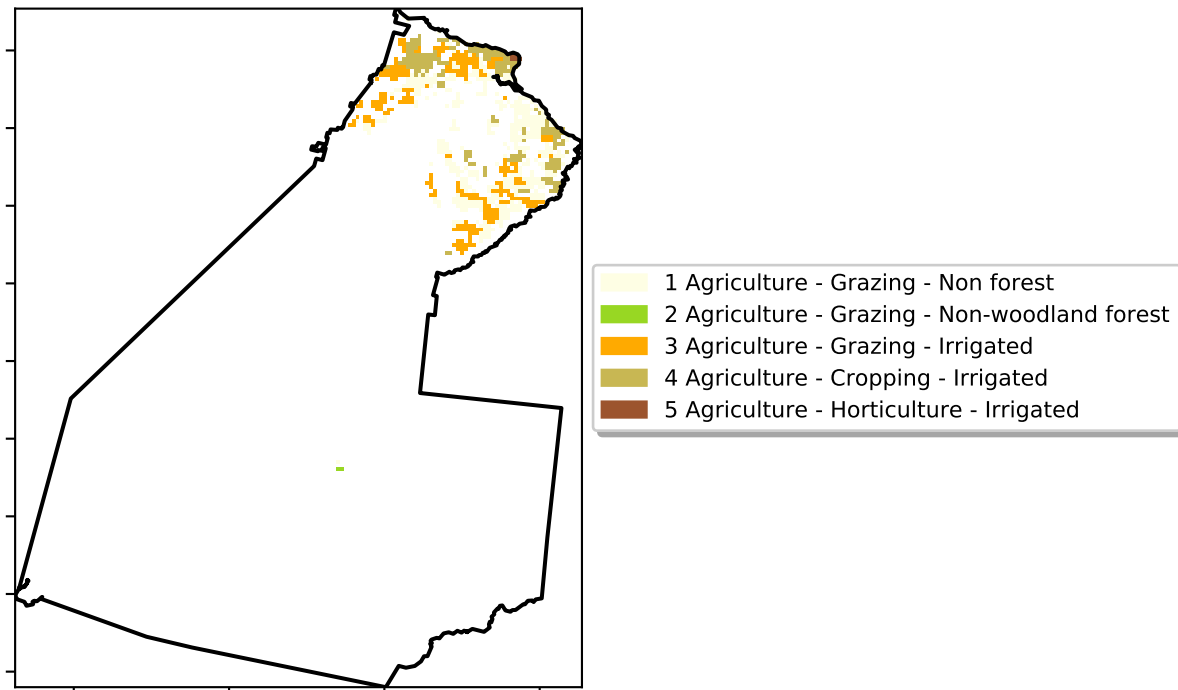 1 Agriculture - Grazing - Non forest
2 Agriculture - Grazing - Non-woodland forest
3 Agriculture - Grazing - Irrigated
4 Agriculture - Cropping - Irrigated
5 Agriculture - Horticulture - Irrigated